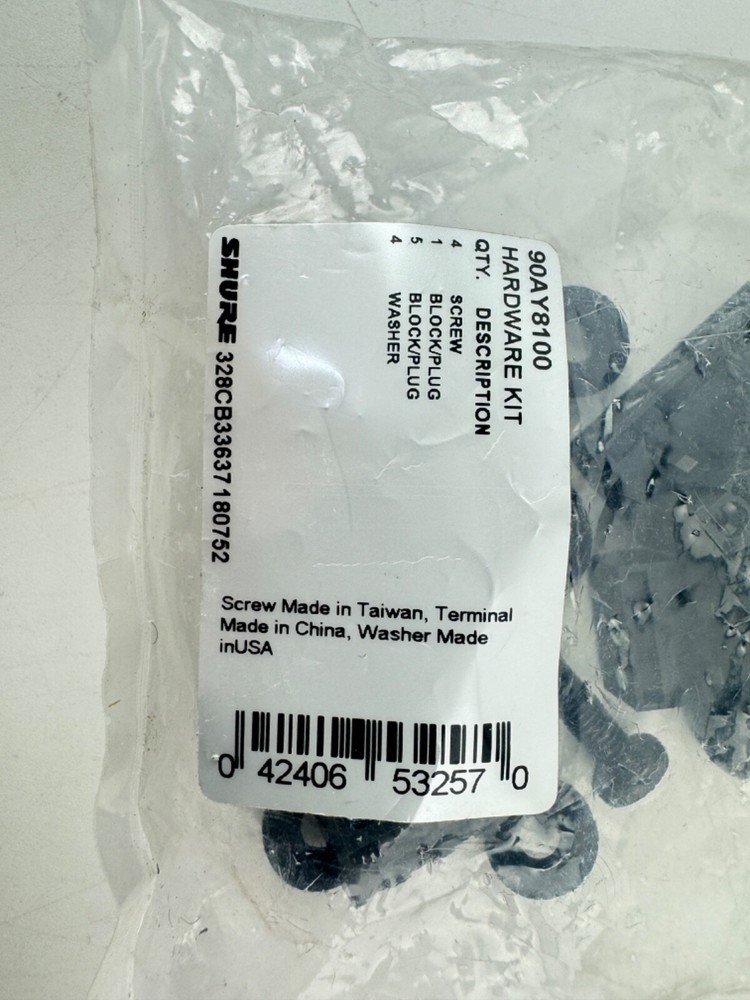 90AY8100
HARDWARE KIT
QTY. DESCRIPTION
4 SCREW
1 BLOCK/PLUG
5 BLOCK/PLUG
4 WASHER
SHURE 328CB33637 180752
Screw Made in Taiwan, Terminal
Made in China, Washer Made
inUSA
0 42406 53257 0